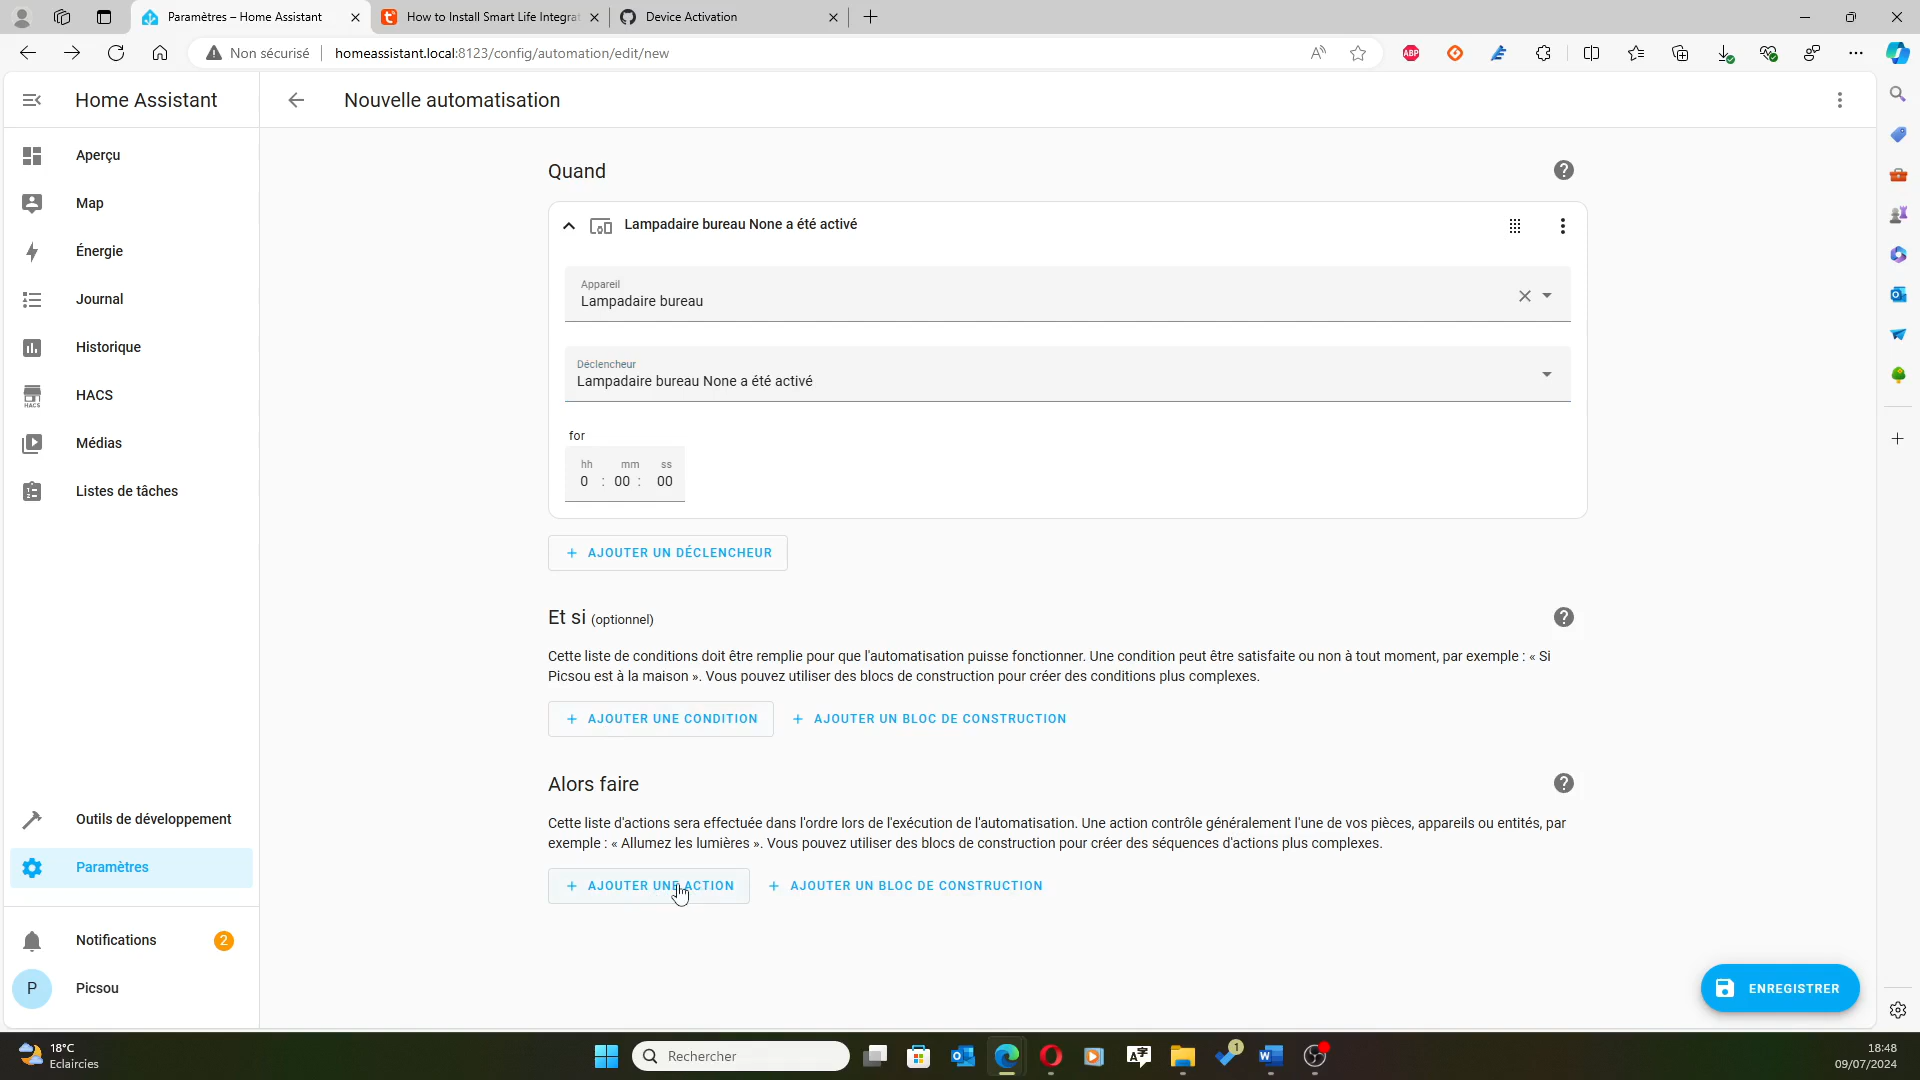 Paramètres – Home Assistant
How to Install Smart Life Integrat
Device Activation
Non sécurisé
homeassistant.local:8123/config/automation/edit/new
ABP
Home Assistant
Nouvelle automatisation
Aperçu
Map
Énergie
Journal
Historique
HACS
HACS
Médias
Listes de tâches
Outils de développement
Paramètres
Notifications
2
P
Picsou
Quand
Lampadaire bureau None a été activé
Appareil
Lampadaire bureau
Déclencheur
Lampadaire bureau None a été activé
for
hh mm ss
0 : 00 : 00
+ AJOUTER UN DÉCLENCHEUR
Et si (optionnel)
Cette liste de conditions doit être remplie pour que l'automatisation puisse fonctionner. Une condition peut être satisfaite ou non à tout moment, par exemple : « Si
Picsou est à la maison ». Vous pouvez utiliser des blocs de construction pour créer des conditions plus complexes.
+ AJOUTER UNE CONDITION + AJOUTER UN BLOC DE CONSTRUCTION
Alors faire
Cette liste d'actions sera effectuée dans l'ordre lors de l'exécution de l'automatisation. Une action contrôle généralement l'une de vos pièces, appareils ou entités, par
exemple : « Allumez les lumières ». Vous pouvez utiliser des blocs de construction pour créer des séquences d'actions plus complexes.
+ AJOUTER UNE ACTION + AJOUTER UN BLOC DE CONSTRUCTION
ENREGISTRER
18°C
Eclaircies
Rechercher
1
18:48
09/07/2024